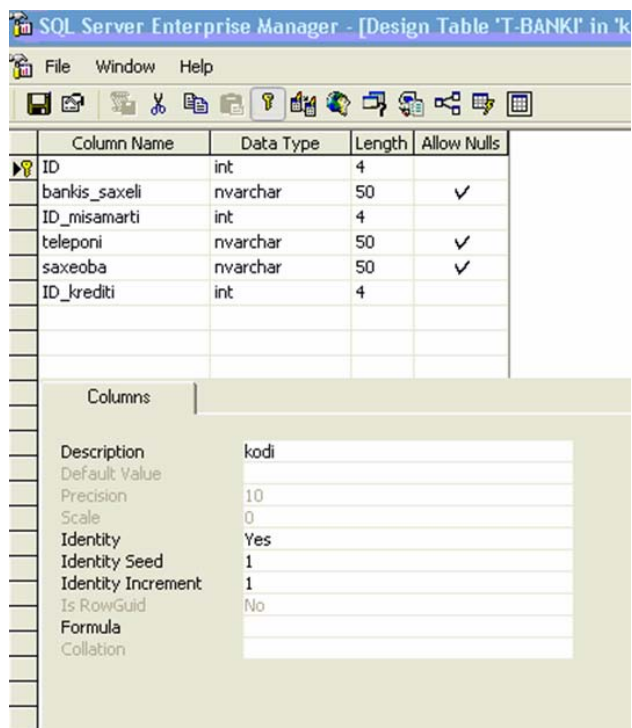 SQL Server Enterprise Manager - [Design Table 'T-BANKI' in 'k
File Window Help
Column Name Data Type Length Allow Nulls
ID int 4
bankis_saxeli nvarchar 50 ✓
ID_misamarti int 4
teleponi nvarchar 50 ✓
saxeoba nvarchar 50 ✓
ID_krediti int 4
Columns
Description kodi
Default Value
Precision 10
Scale 0
Identity Yes
Identity Seed 1
Identity Increment 1
Is RowGuid No
Formula
Collation